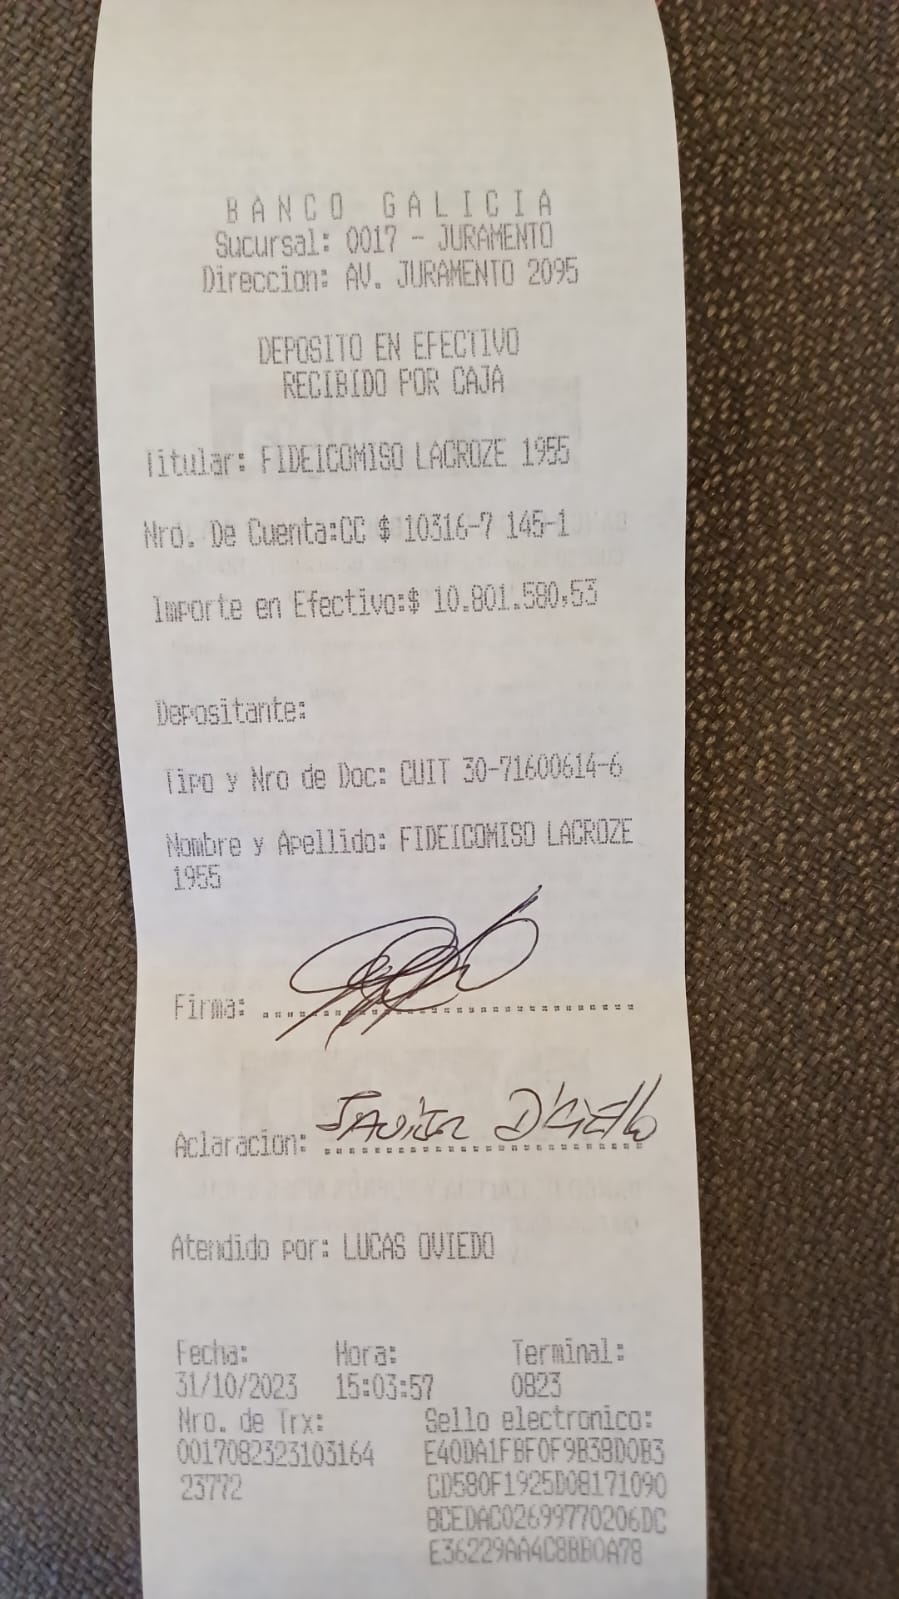 BANCO GALICIA
Sucursal: 0017 - JURAMENTO
Direccion: AV. JURAMENTO 2095
DEPOSITO EN EFECTIVO
RECIBIDO POR CAJA
Titular: FIDEICOMISO LACROZE 1955
Nro. De Cuenta:CC $ 10316-7 145-1
Importe en Efectivo:$ 10.801.580,53
Depositante:
Tipo y Nro de Doc: CUIT 30-71600614-6
Nombre y Apellido: FIDEICOMISO LACROZE
1955
Firma:
Aclaracion: JAVIER
Atendido por: LUCAS OVIEDO
Fecha: Hora: Terminal:
31/10/2023 15:03:57 0823
Nro. de Trx: Sello electronico:
0017082323103164 E40DA1FBF0F9B38D0B3
23772 CD580F1925D08171090
BCEDAC02699770206DC
E36229AA4C8BB0A78